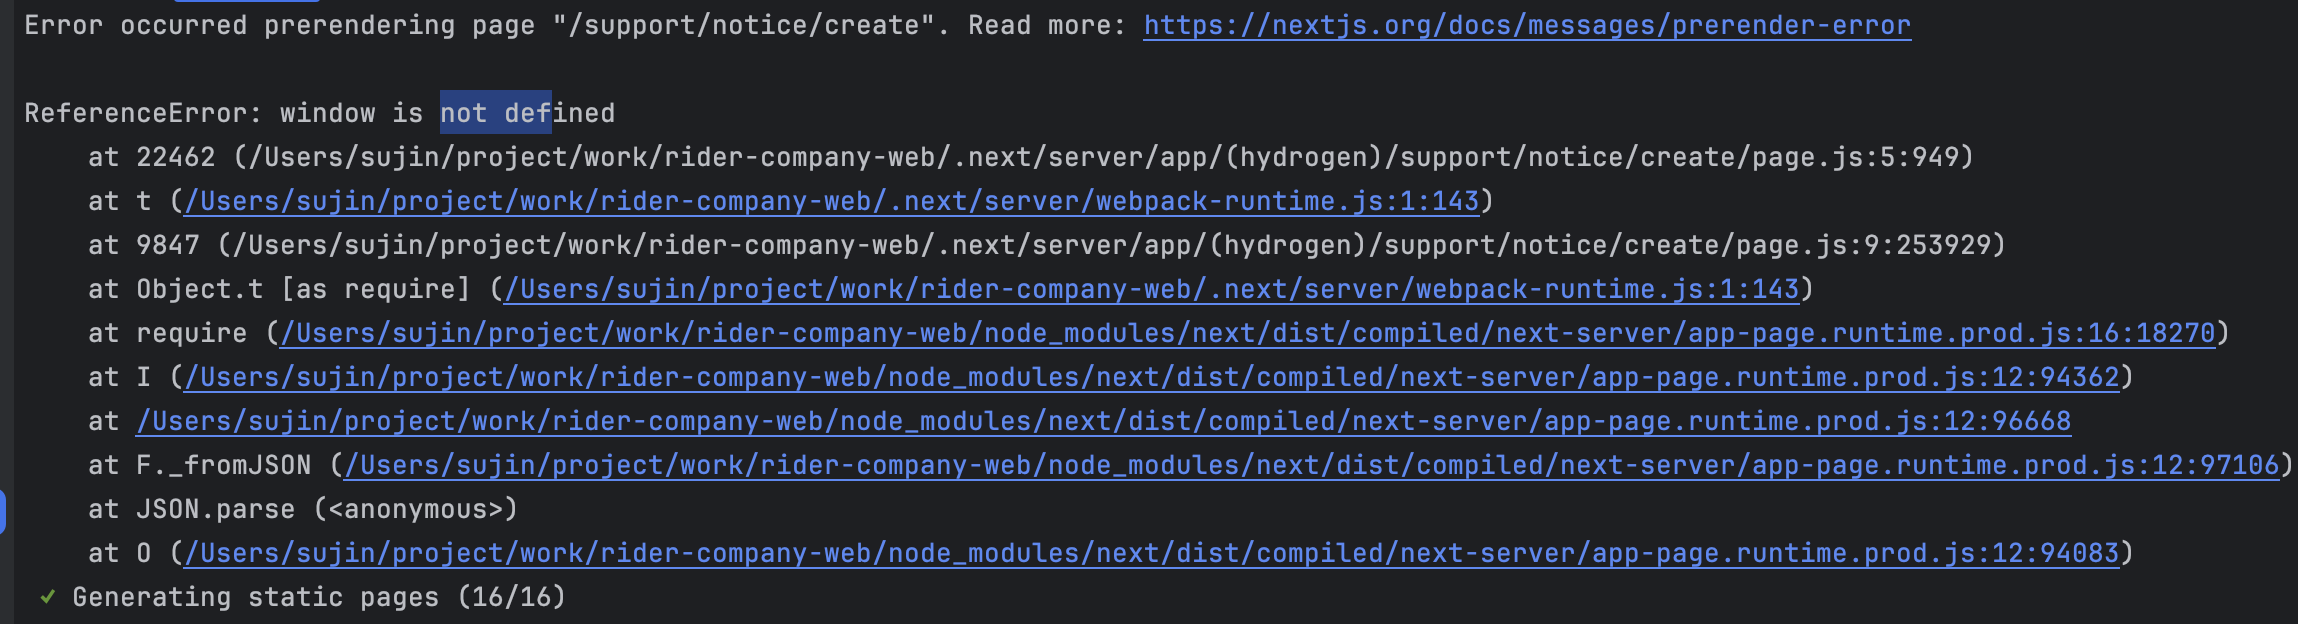 Error occurred prerendering page "/support/notice/create". Read more: https://nextjs.org/docs/messages/prerender-error
ReferenceError: window is not defined
at 22462 (/Users/sujin/project/work/rider-company-web/.next/server/app/(hydrogen)/support/notice/create/page.js:5:949)
at t (/Users/sujin/project/work/rider-company-web/.next/server/webpack-runtime.js:1:143)
at 9847 (/Users/sujin/project/work/rider-company-web/.next/server/app/(hydrogen)/support/notice/create/page.js:9:253929)
at Object.t [as require] (/Users/sujin/project/work/rider-company-web/.next/server/webpack-runtime.js:1:143)
at require (/Users/sujin/project/work/rider-company-web/node_modules/next/dist/compiled/next-server/app-page.runtime.prod.js:16:18270)
at I (/Users/sujin/project/work/rider-company-web/node_modules/next/dist/compiled/next-server/app-page.runtime.prod.js:12:94362)
at /Users/sujin/project/work/rider-company-web/node_modules/next/dist/compiled/next-server/app-page.runtime.prod.js:12:96668
at F._fromJSON (/Users/sujin/project/work/rider-company-web/node_modules/next/dist/compiled/next-server/app-page.runtime.prod.js:12:97106)
at JSON.parse (<anonymous>)
at O (/Users/sujin/project/work/rider-company-web/node_modules/next/dist/compiled/next-server/app-page.runtime.prod.js:12:94083)
✓ Generating static pages (16/16)